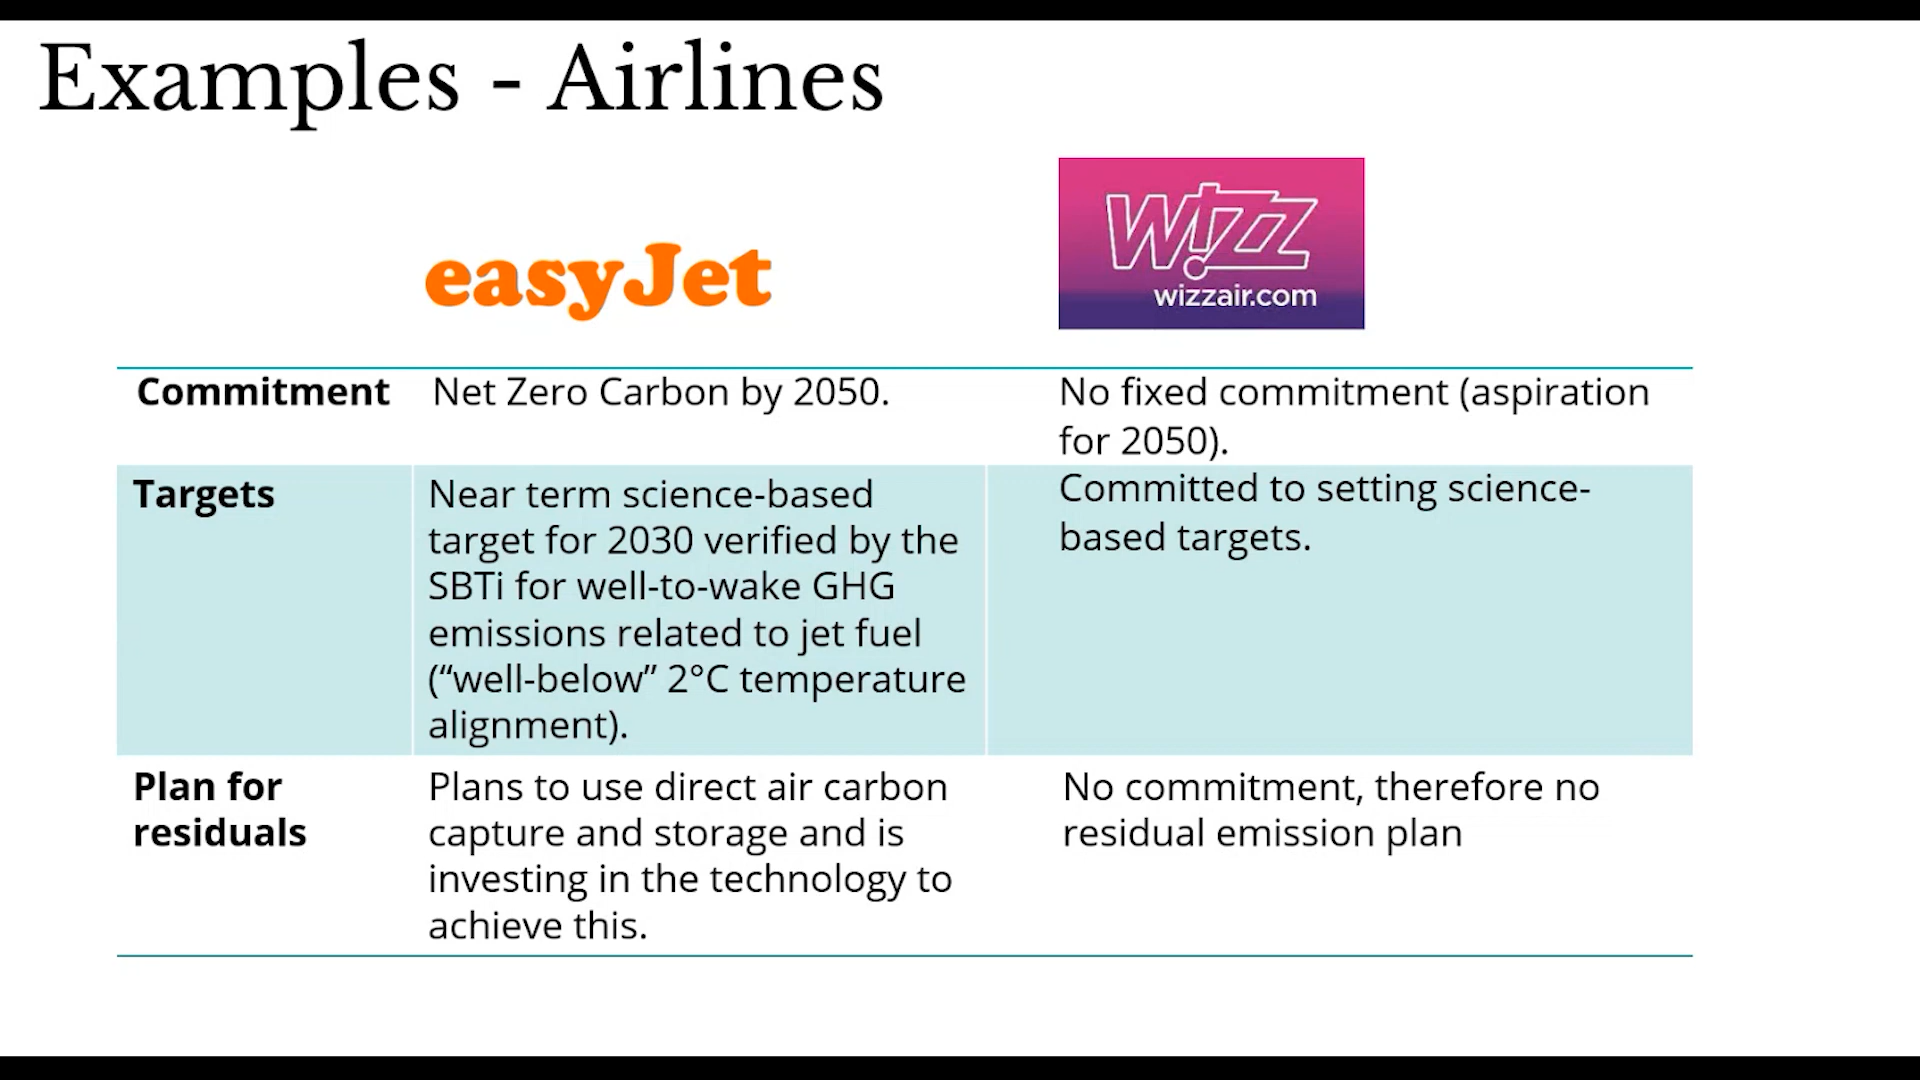 Examples - Airlines
easyJet
WIZZ
wizzair.com
Commitment
Net Zero Carbon by 2050.
No fixed commitment (aspiration
for 2050).
Targets
Near term science-based
target for 2030 verified by the
SBTi for well-to-wake GHG
emissions related to jet fuel
(“well-below” 2°C temperature
alignment).
Committed to setting science-
based targets.
Plan for
residuals
Plans to use direct air carbon
capture and storage and is
investing in the technology to
achieve this.
No commitment, therefore no
residual emission plan